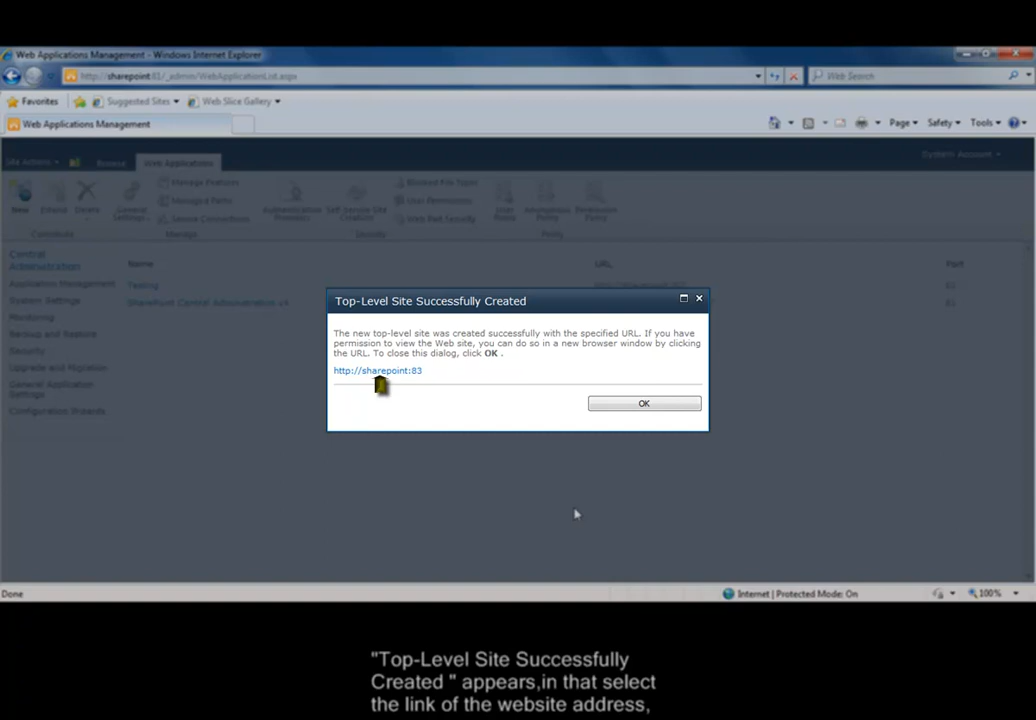 Web Applications Management - Windows Internet Explorer
http://sharepoint:81/_admin/WebApplicationList.aspx
Web Search
Favorites Suggested Sites Web Slice Gallery
Web Applications Management
Page Safety Tools
Site Actions Browse Web Applications System Account
New Extend Delete General Settings
Manage Features
Managed Paths
Service Connections
Authentication Providers
Self Service Site Creation
Blocked File Types
User Permissions
Web Part Security
User Policy
Anonymous Policy
Permission Policy
Contribute Manage Security Policy
Central Administration
Application Management
System Settings
Monitoring
Backup and Restore
Security
Upgrade and Migration
General Application Settings
Configuration Wizards
Name URL Port
Testing
SharePoint Central Administration v4 81
Top-Level Site Successfully Created
The new top-level site was created successfully with the specified URL. If you have
permission to view the Web site, you can do so in a new browser window by clicking
the URL. To close this dialog, click OK .
http://sharepoint:83
OK
Done Internet | Protected Mode: On 100%
"Top-Level Site Successfully
Created " appears,in that select
the link of the website address,